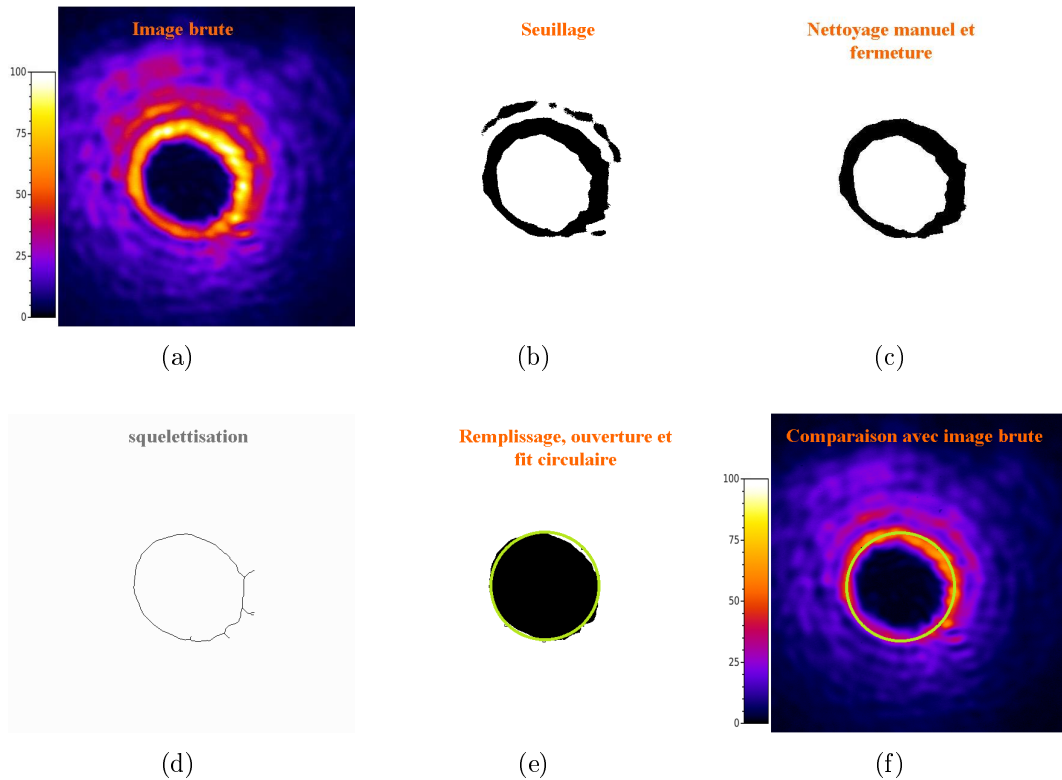 Image brute
100
75
50
25
0
(a)
Seuillage
(b)
Nettoyage manuel et
fermeture
(c)
squelettisation
(d)
Remplissage, ouverture et
fit circulaire
(e)
Comparaison avec image brute
100
75
50
25
0
(f)